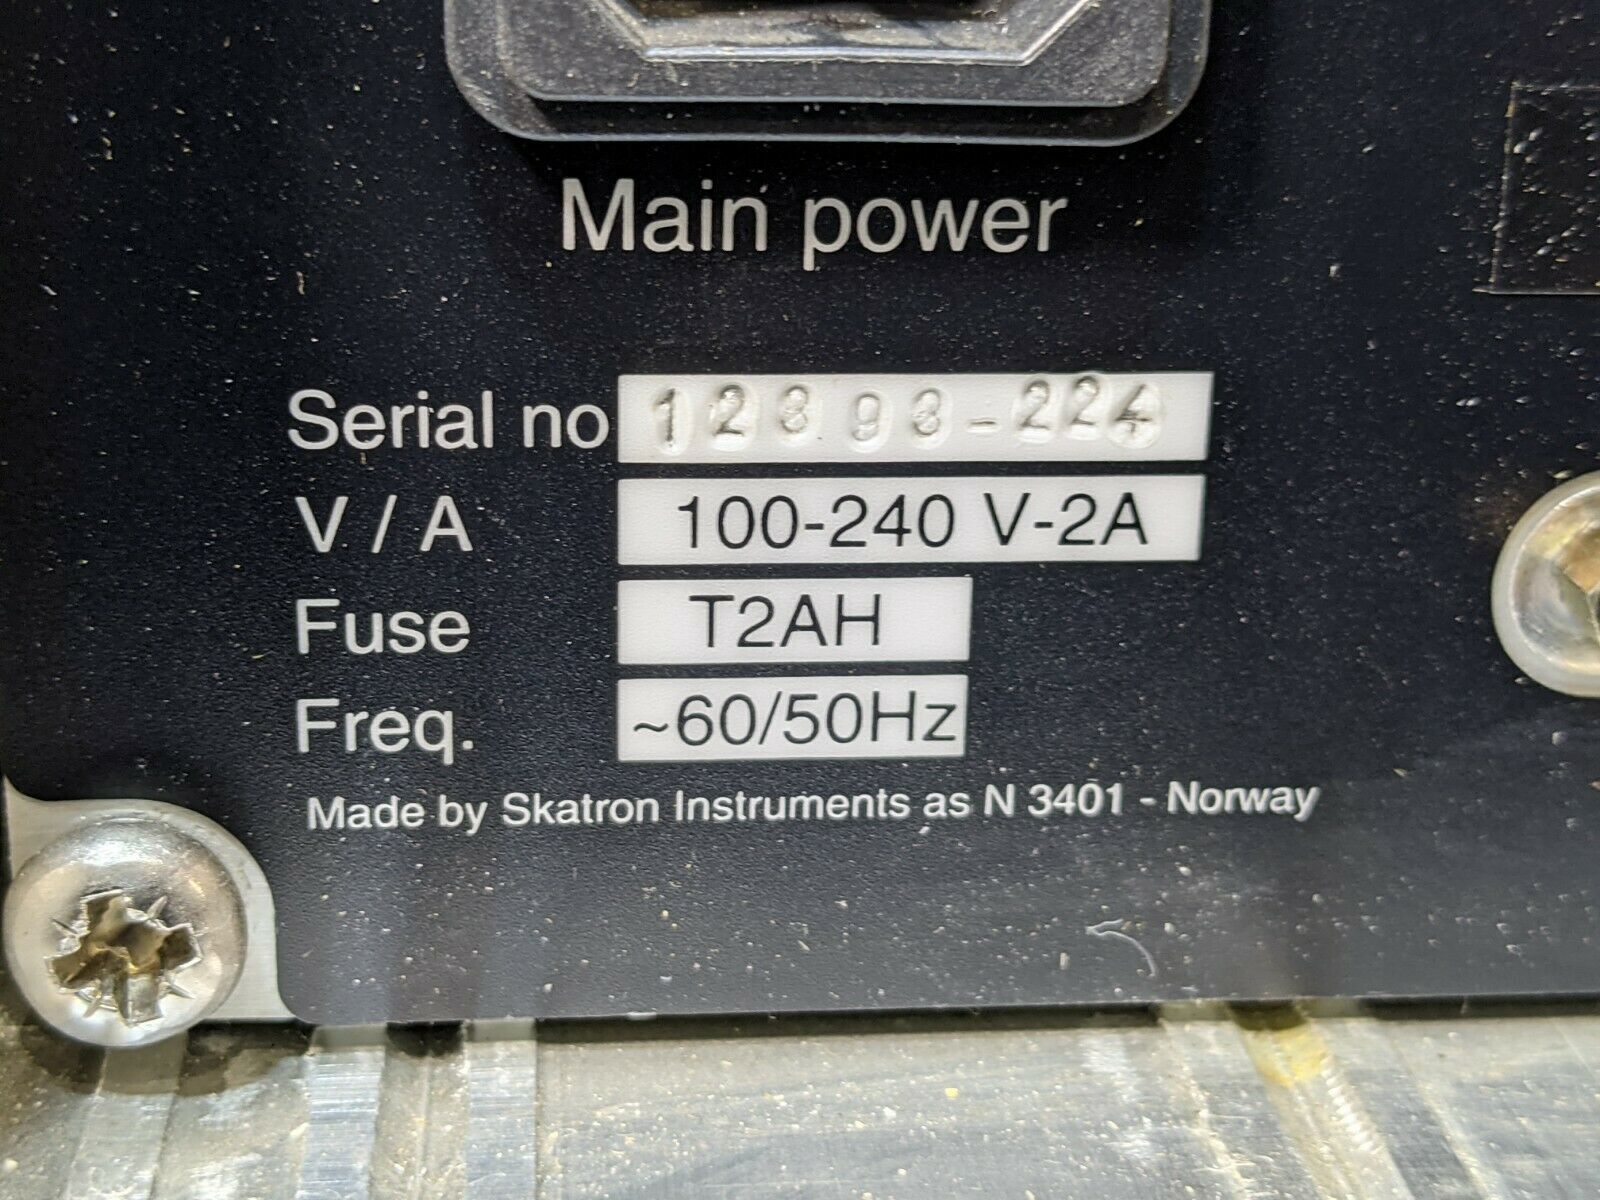 Main power
Serial no 12393-224
V / A 100-240 V-2A
Fuse T2AH
Freq. ~60/50Hz
Made by Skatron Instruments as N 3401 - Norway